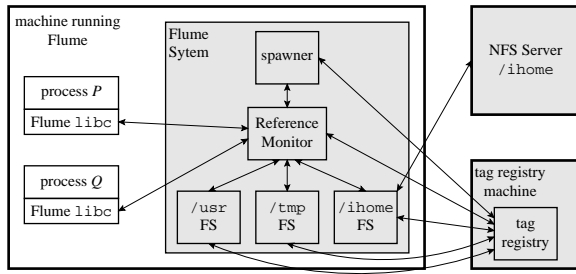 machine running
Flume
process P
Flume libc
process Q
Flume libc
Flume
Sytem
spawner
Reference
Monitor
/usr
FS
/tmp
FS
/ihome
FS
NFS Server
/ihome
tag registry
machine
tag
registry